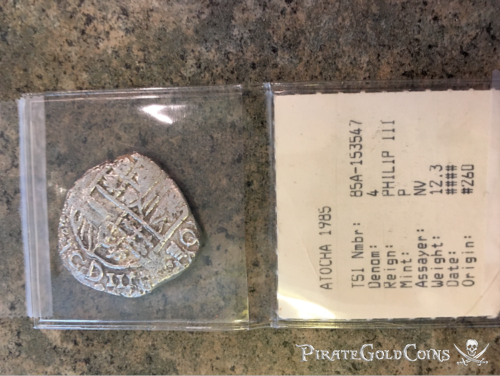 ATOCHA 1985
TSI Nmbr: 85A-153547
Denom: 4
Reign: PHILIP III
Mint: P
Assayer: NV
Weight: 12.3
Date: ####
Origin: #260
PIRATEGOLDCOINS